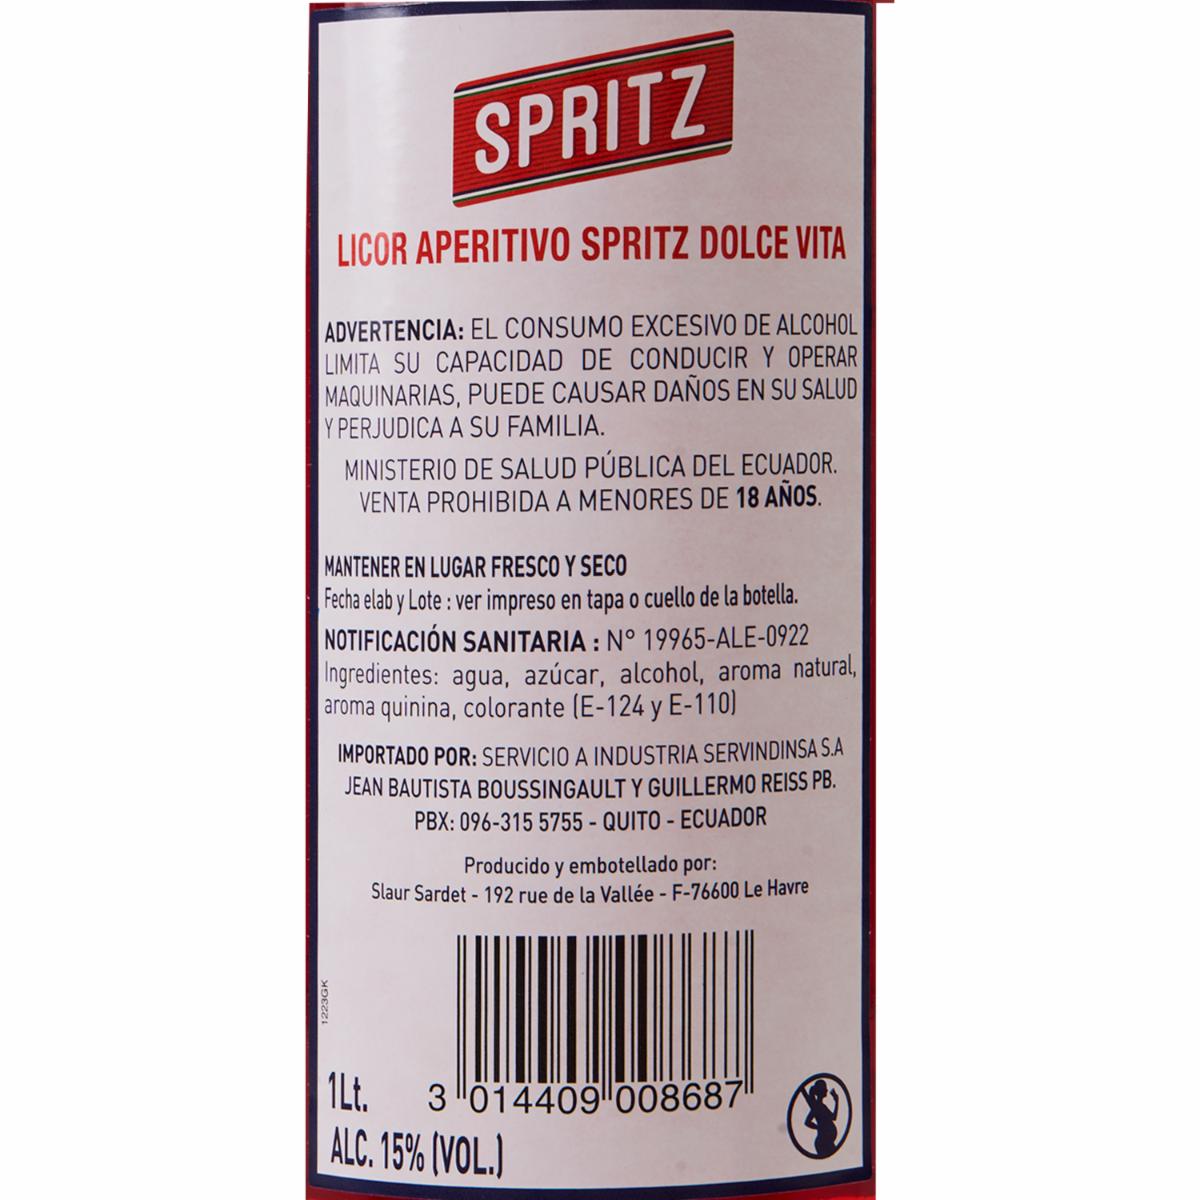 SPRITZ
LICOR APERITIVO SPRITZ DOLCE VITA
ADVERTENCIA: EL CONSUMO EXCESIVO DE ALCOHOL
LIMITA SU CAPACIDAD DE CONDUCIR Y OPERAR
MAQUINARIAS, PUEDE CAUSAR DAÑOS EN SU SALUD
Y PERJUDICA A SU FAMILIA.
MINISTERIO DE SALUD PÚBLICA DEL ECUADOR.
VENTA PROHIBIDA A MENORES DE 18 AÑOS.
MANTENER EN LUGAR FRESCO Y SECO
Fecha elab y Lote : ver impreso en tapa o cuello de la botella.
NOTIFICACIÓN SANITARIA : N° 19965-ALE-0922
Ingredientes: agua, azúcar, alcohol, aroma natural,
aroma quinina, colorante (E-124 y E-110)
IMPORTADO POR: SERVICIO A INDUSTRIA SERVINDINSA S.A
JEAN BAUTISTA BOUSSINGAULT Y GUILLERMO REISS PB.
PBX: 096-315 5755 - QUITO - ECUADOR
Producido y embotellado por:
Slaur Sardet - 192 rue de la Vallée - F-76600 Le Havre
1223GK
1Lt.
3 014409 008687
ALC. 15% (VOL.)